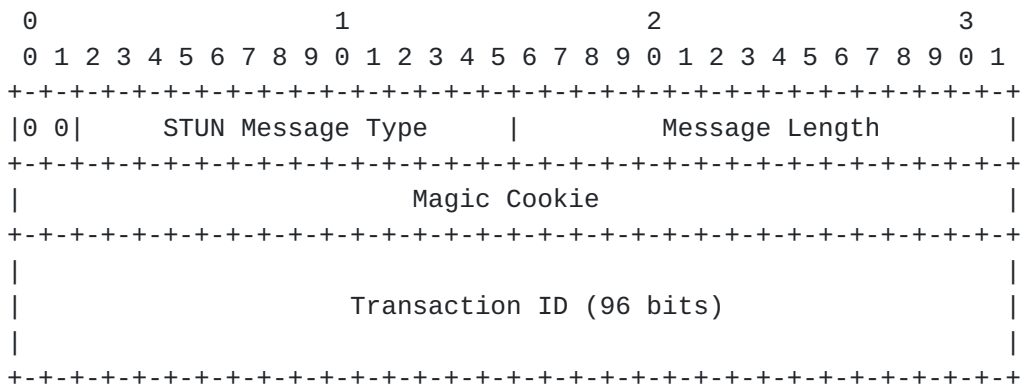 0                   1                   2                   3
 0 1 2 3 4 5 6 7 8 9 0 1 2 3 4 5 6 7 8 9 0 1 2 3 4 5 6 7 8 9 0 1
+-+-+-+-+-+-+-+-+-+-+-+-+-+-+-+-+-+-+-+-+-+-+-+-+-+-+-+-+-+-+-+-+
|0 0|     STUN Message Type     |         Message Length        |
+-+-+-+-+-+-+-+-+-+-+-+-+-+-+-+-+-+-+-+-+-+-+-+-+-+-+-+-+-+-+-+-+
|                         Magic Cookie                          |
+-+-+-+-+-+-+-+-+-+-+-+-+-+-+-+-+-+-+-+-+-+-+-+-+-+-+-+-+-+-+-+-+
|                                                               |
|                     Transaction ID (96 bits)                  |
|                                                               |
+-+-+-+-+-+-+-+-+-+-+-+-+-+-+-+-+-+-+-+-+-+-+-+-+-+-+-+-+-+-+-+-+